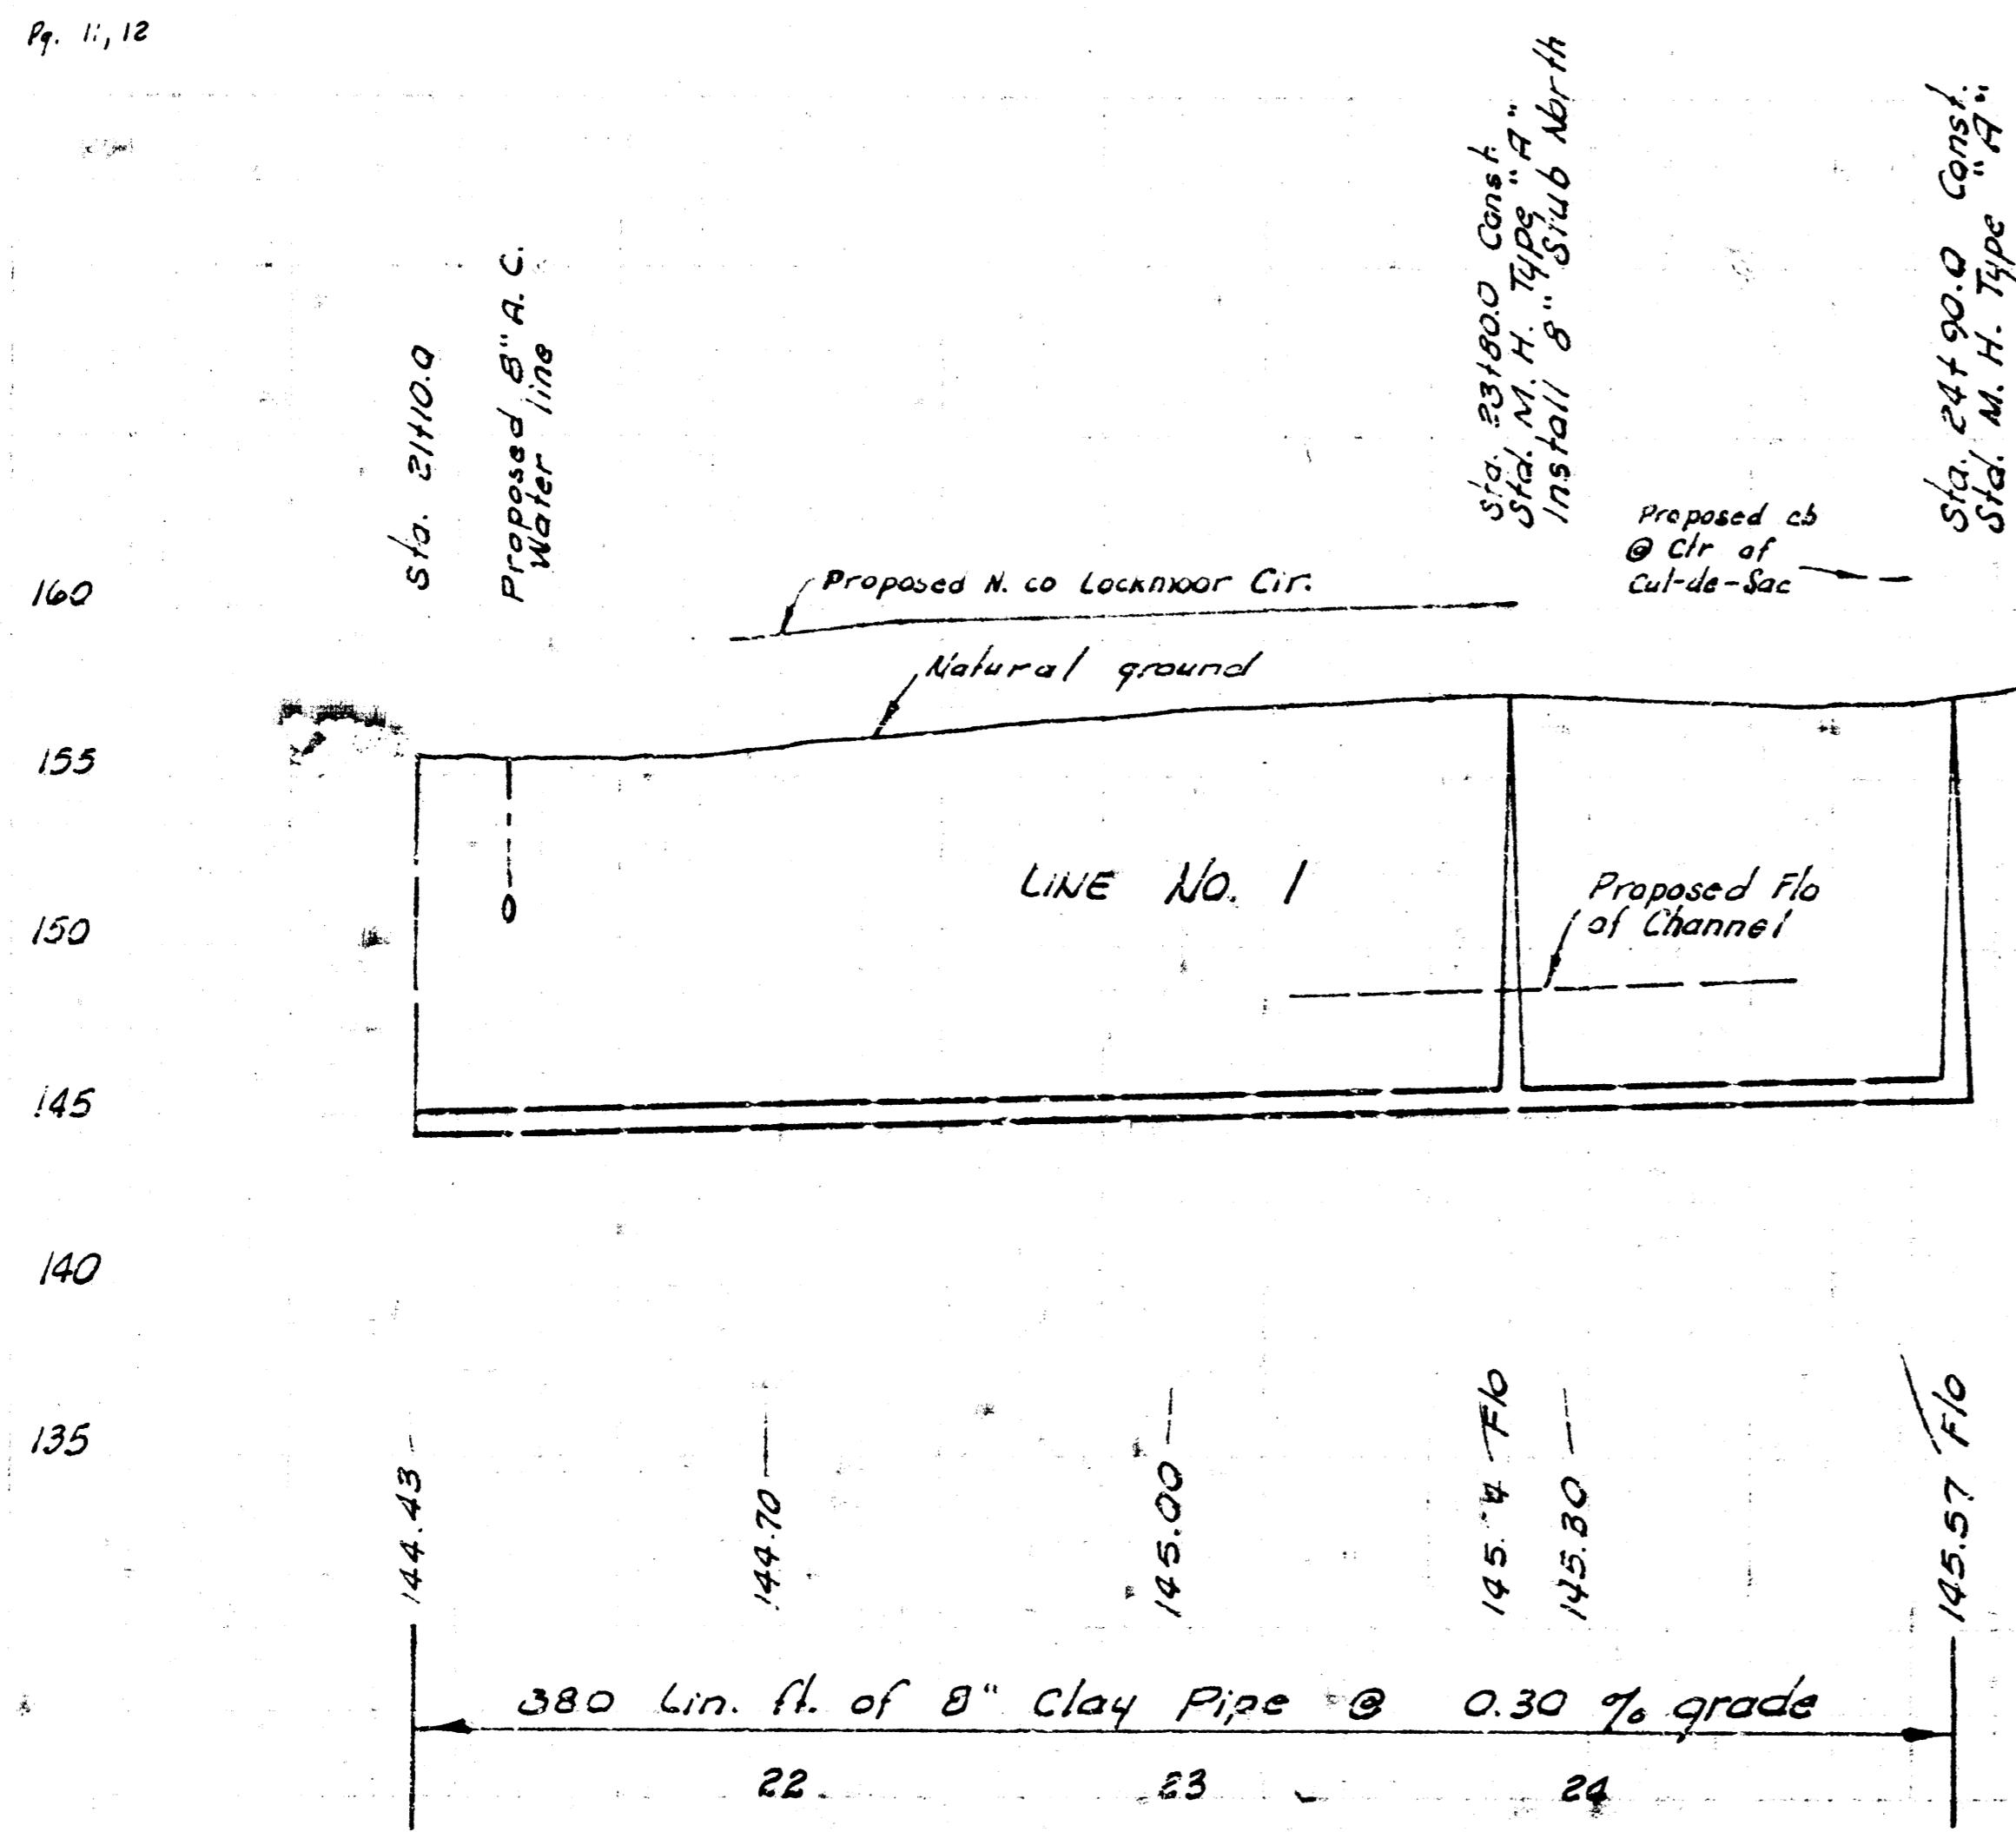 Pg. 11, 12
Sta. 21+10.0
Proposed 8" A.C.
Water line
Sta. 23+80.0 Const.
Std. M.H. Type "A"
Install 8" Stub North
Sta. 24+90.0 Const.
Std. M.H. Type "A"
Proposed cb
@ Ctr of
Cul-de-Sac
Proposed N. co Lockmoor Cir.
Natural ground
160
155
150
145
140
135
LINE NO. 1
Proposed Flo
of Channel
144.43
144.70
145.00
Flo
145.30
145.57 Flo
380 Lin. ft. of 8" Clay Pipe @ 0.30 % grade
22
23
24